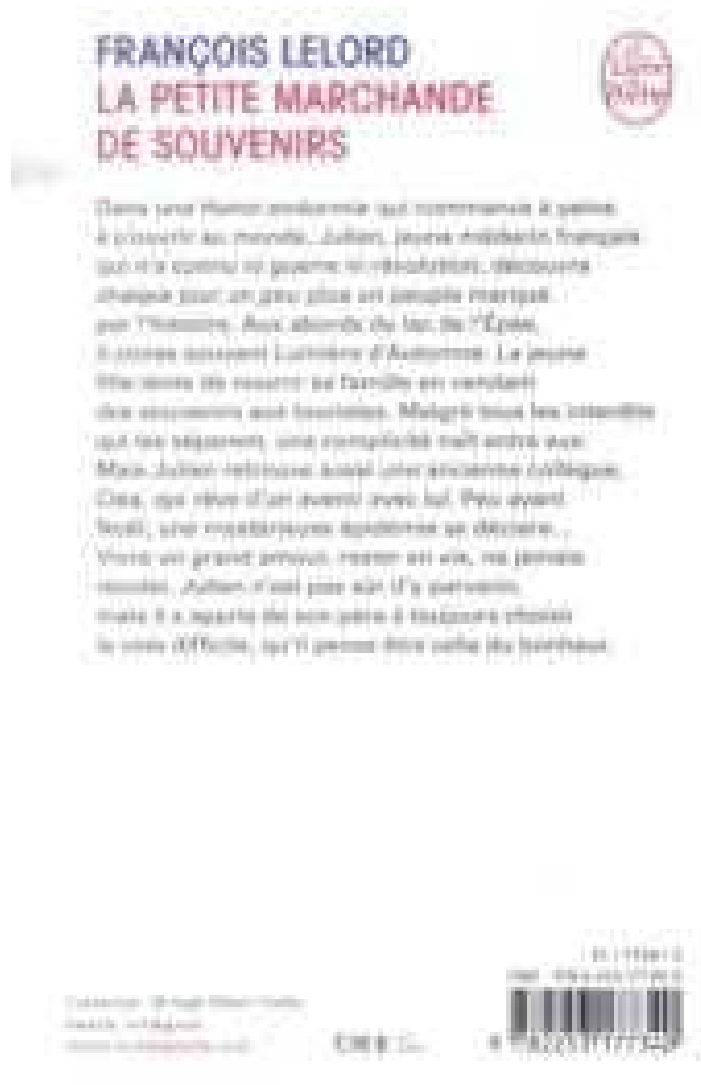 FRANÇOIS LELORD
LA PETITE MARCHANDE
DE SOUVENIRS
Le Livre de Poche
Dans une Hanoï endormie qui commence à peine
à s'ouvrir au monde, Julien, jeune médecin français
qui n'a connu ni guerre ni révolution, découvre
chaque jour un peu plus un peuple marqué
par l'histoire. Aux abords du lac de l'Épée,
il croise souvent Lumière d'Automne. La jeune
fille tente de nourrir sa famille en vendant
des souvenirs aux touristes. Malgré tous les interdits
qui les séparent, une complicité naît entre eux.
Mais Julien retrouve aussi une ancienne collègue,
Clea, qui rêve d'un avenir avec lui. Peu avant
Noël, une mystérieuse épidémie se déclare...
Vivre un grand amour, rester en vie, ne jamais
reculer, Julien n'est pas sûr d'y parvenir,
mais il a appris de son père à toujours choisir
la voie difficile, qu'il pense être celle du bonheur.